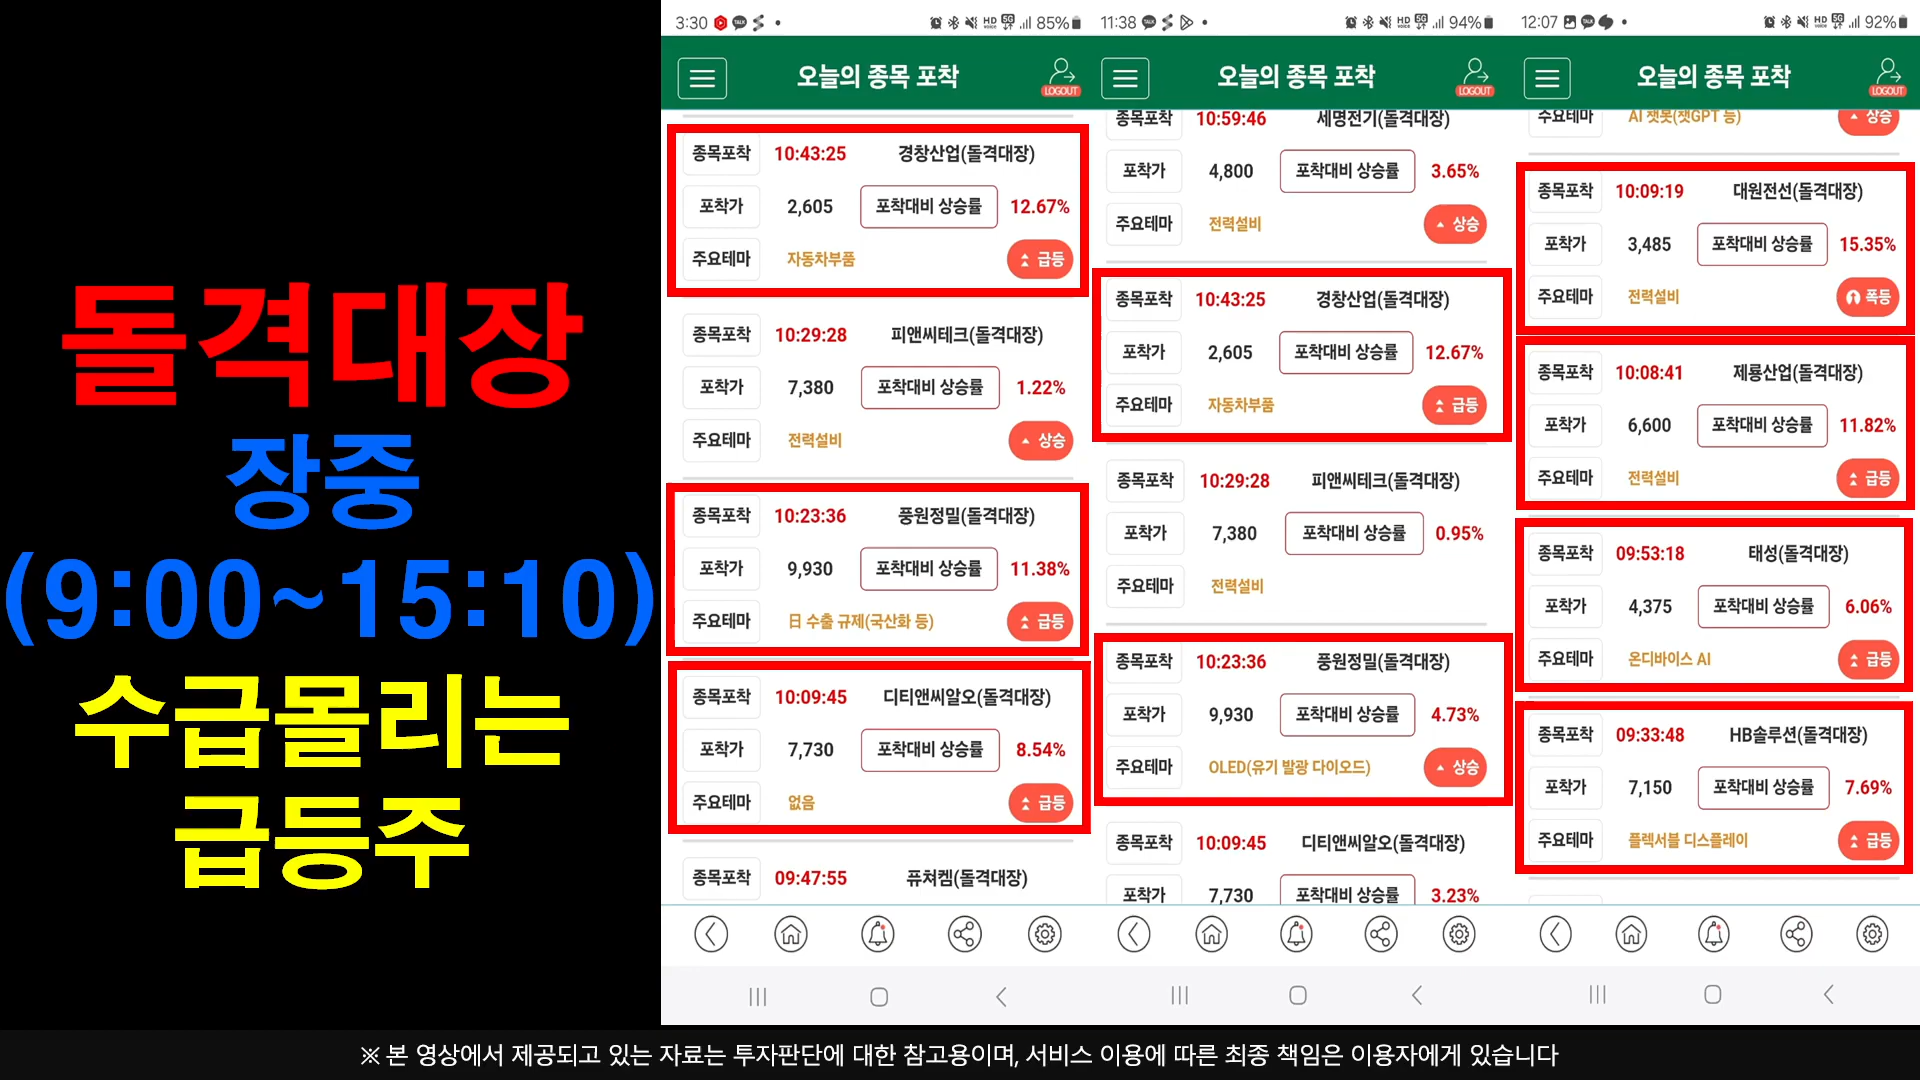 돌격대장
장중
(9:00~15:10)
수급몰리는
급등주
3:30 85%
오늘의 종목 포착
LOGOUT
종목포착 10:43:25 경창산업(돌격대장)
포착가 2,605 포착대비 상승률 12.67%
주요테마 자동차부품 급등
종목포착 10:29:28 피앤씨테크(돌격대장)
포착가 7,380 포착대비 상승률 1.22%
주요테마 전력설비 상승
종목포착 10:23:36 풍원정밀(돌격대장)
포착가 9,930 포착대비 상승률 11.38%
주요테마 日 수출 규제(국산화 등) 급등
종목포착 10:09:45 디티앤씨알오(돌격대장)
포착가 7,730 포착대비 상승률 8.54%
주요테마 없음 급등
종목포착 09:47:55 퓨쳐켐(돌격대장)
11:38 94%
오늘의 종목 포착
LOGOUT
종목포착 10:59:46 세명전기(돌격대장)
포착가 4,800 포착대비 상승률 3.65%
주요테마 전력설비 상승
종목포착 10:43:25 경창산업(돌격대장)
포착가 2,605 포착대비 상승률 12.67%
주요테마 자동차부품 급등
종목포착 10:29:28 피앤씨테크(돌격대장)
포착가 7,380 포착대비 상승률 0.95%
주요테마 전력설비
종목포착 10:23:36 풍원정밀(돌격대장)
포착가 9,930 포착대비 상승률 4.73%
주요테마 OLED(유기 발광 다이오드) 상승
종목포착 10:09:45 디티앤씨알오(돌격대장)
포착가 7,730 포착대비 상승률 3.23%
12:07 92%
오늘의 종목 포착
LOGOUT
주요테마 AI 챗봇(챗GPT 등) 상승
종목포착 10:09:19 대원전선(돌격대장)
포착가 3,485 포착대비 상승률 15.35%
주요테마 전력설비 폭등
종목포착 10:08:41 제룡산업(돌격대장)
포착가 6,600 포착대비 상승률 11.82%
주요테마 전력설비 급등
종목포착 09:53:18 태성(돌격대장)
포착가 4,375 포착대비 상승률 6.06%
주요테마 온디바이스 AI 급등
종목포착 09:33:48 HB솔루션(돌격대장)
포착가 7,150 포착대비 상승률 7.69%
주요테마 플렉서블 디스플레이 급등
※ 본 영상에서 제공되고 있는 자료는 투자판단에 대한 참고용이며, 서비스 이용에 따른 최종 책임은 이용자에게 있습니다